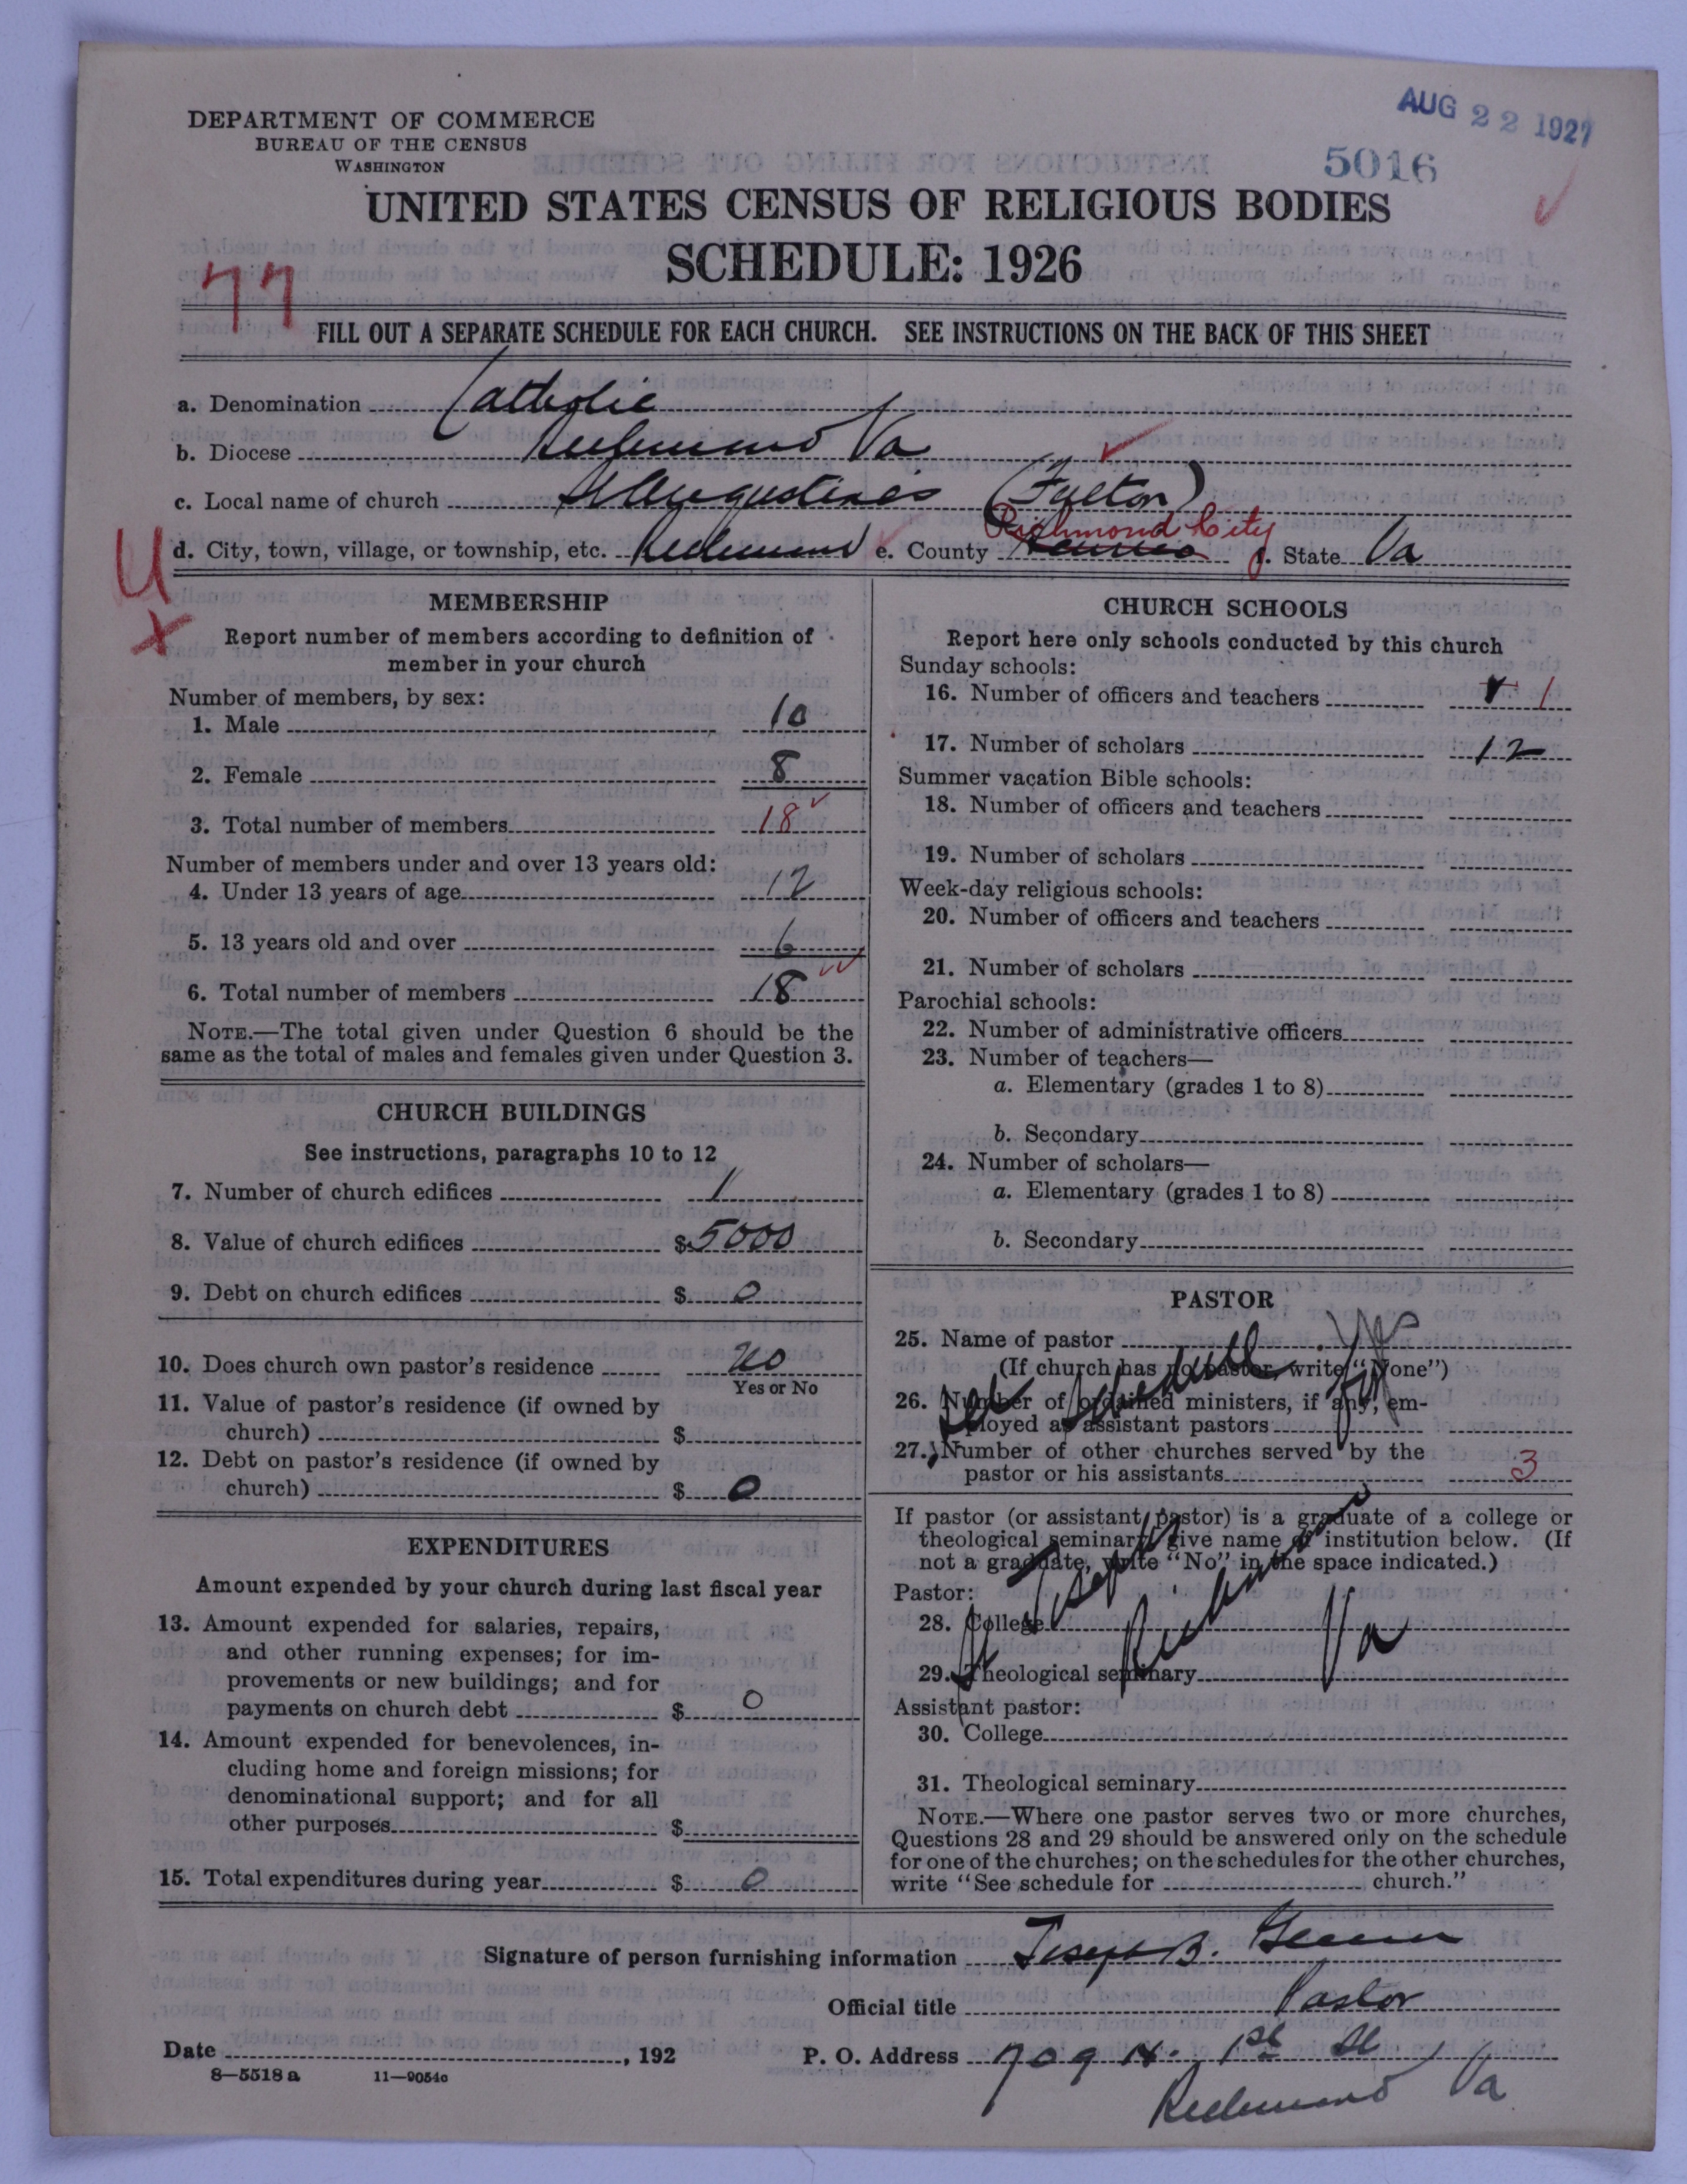 AUG 22 1927
DEPARTMENT OF COMMERCE
BUREAU OF THE CENSUS
WASHINGTON
5016
UNITED STATES CENSUS OF RELIGIOUS BODIES
SCHEDULE: 1926
77
FILL OUT A SEPARATE SCHEDULE FOR EACH CHURCH. SEE INSTRUCTIONS ON THE BACK OF THIS SHEET
a. Denomination Catholic
b. Diocese Richmond Va
c. Local name of church St Augustine's (Fulton)
Richmond City
U d. City, town, village, or township, etc. Richmond e. County Henrico f. State Va
X
MEMBERSHIP
Report number of members according to definition of
member in your church
Number of members, by sex:
1. Male 10
2. Female 8
3. Total number of members 18
Number of members under and over 13 years old:
4. Under 13 years of age 12
5. 13 years old and over 6
6. Total number of members 18
NOTE.—The total given under Question 6 should be the
same as the total of males and females given under Question 3.
CHURCH BUILDINGS
See instructions, paragraphs 10 to 12
7. Number of church edifices 1
8. Value of church edifices $ 5000
9. Debt on church edifices $ 0
10. Does church own pastor's residence No
Yes or No
11. Value of pastor's residence (if owned by
church) $
12. Debt on pastor's residence (if owned by
church) $ 0
EXPENDITURES
Amount expended by your church during last fiscal year
13. Amount expended for salaries, repairs,
and other running expenses; for im-
provements or new buildings; and for
payments on church debt $ 0
14. Amount expended for benevolences, in-
cluding home and foreign missions; for
denominational support; and for all
other purposes $
15. Total expenditures during year $ 0
CHURCH SCHOOLS
Report here only schools conducted by this church
Sunday schools:
16. Number of officers and teachers 1
17. Number of scholars 12
Summer vacation Bible schools:
18. Number of officers and teachers
19. Number of scholars
Week-day religious schools:
20. Number of officers and teachers
21. Number of scholars
Parochial schools:
22. Number of administrative officers
23. Number of teachers—
a. Elementary (grades 1 to 8)
b. Secondary
24. Number of scholars—
a. Elementary (grades 1 to 8)
b. Secondary
PASTOR
25. Name of pastor
(If church has no pastor, write "None")
26. Number of ordained ministers, if any, em-
ployed as assistant pastors
See Schedule for
27. Number of other churches served by the
pastor or his assistants 3
If pastor (or assistant pastor) is a graduate of a college or
theological seminary, give name of institution below. (If
not a graduate, write "No" in the space indicated.)
Pastor:
28. College
St Joseph's Richmond Va
29. Theological seminary
Assistant pastor:
30. College
31. Theological seminary
NOTE.—Where one pastor serves two or more churches,
Questions 28 and 29 should be answered only on the schedule
for one of the churches; on the schedules for the other churches,
write "See schedule for church."
Signature of person furnishing information Joseph B.
Official title Pastor
Date , 192 P. O. Address 709 N. 1st St
8—5518 a 11—9054c
Richmond Va